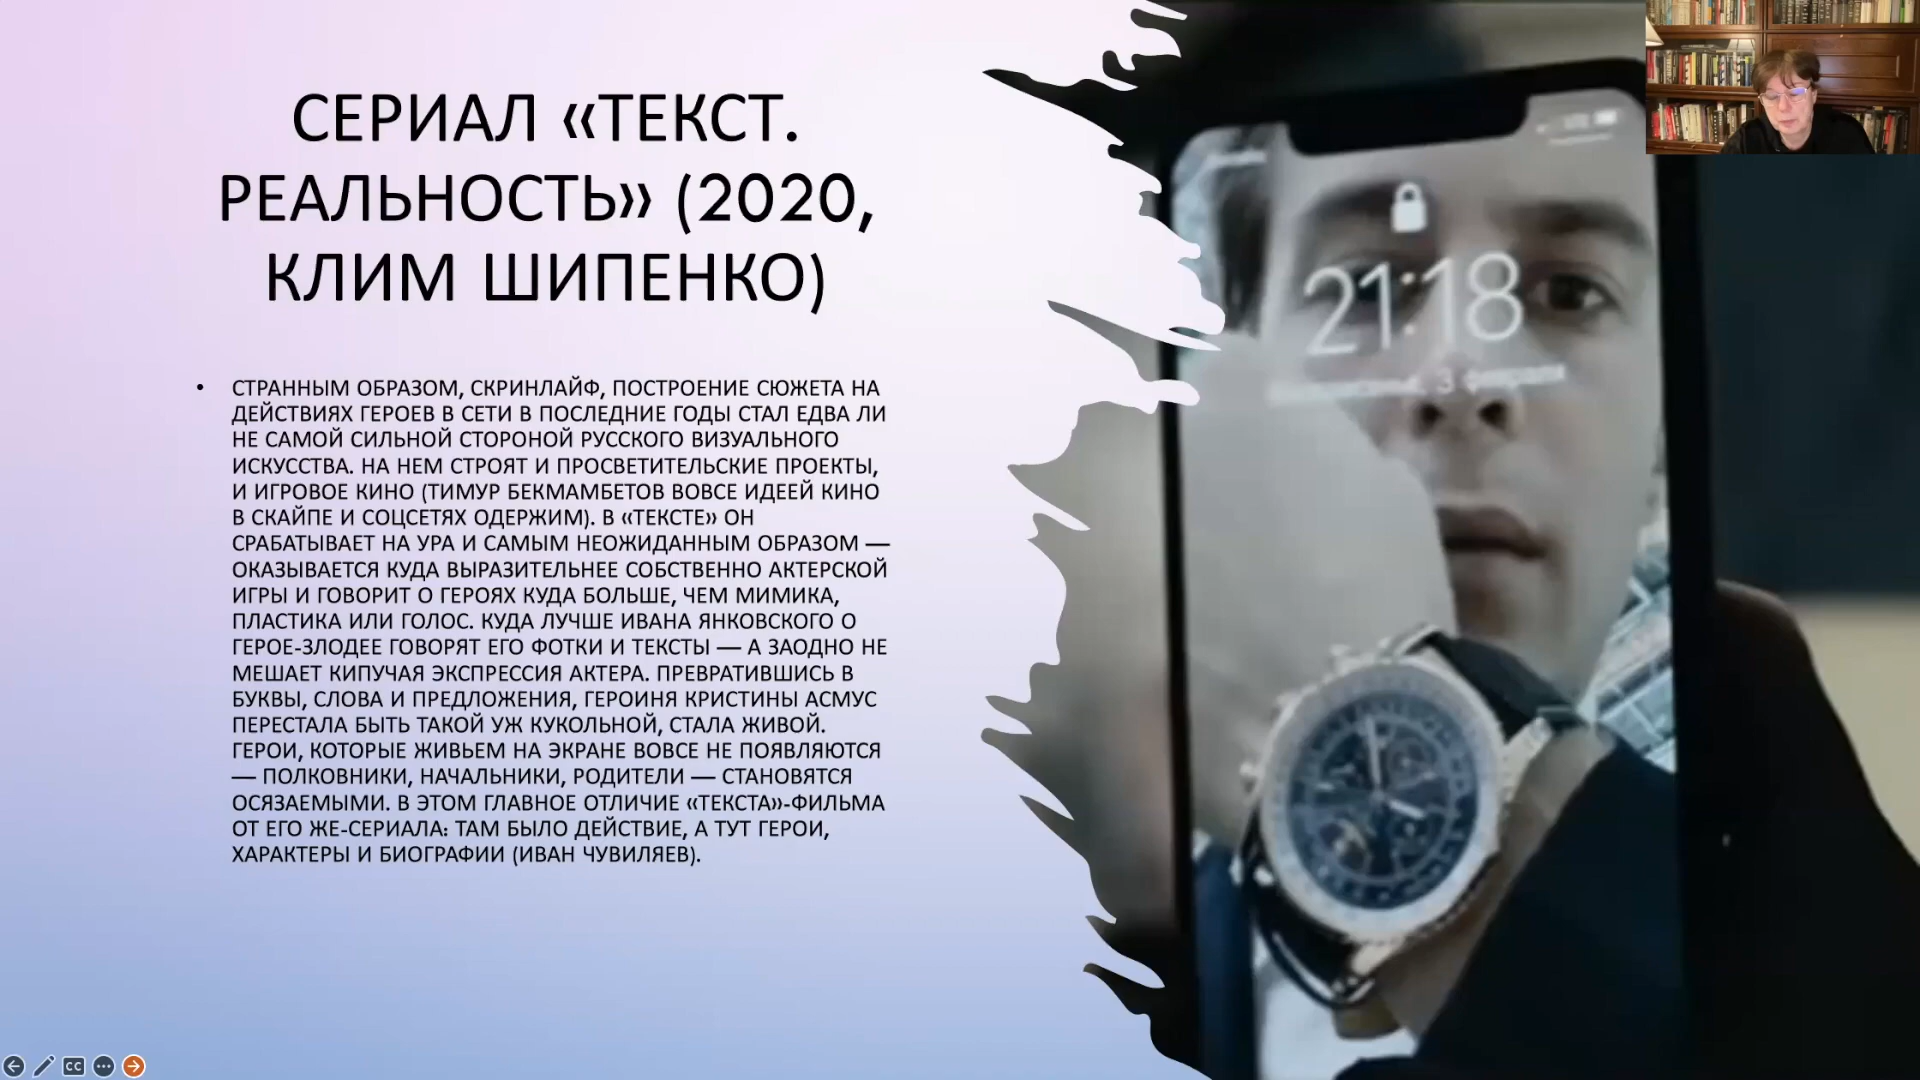 СЕРИАЛ «ТЕКСТ.
РЕАЛЬНОСТЬ» (2020,
КЛИМ ШИПЕНКО)
• СТРАННЫМ ОБРАЗОМ, СКРИНЛАЙФ, ПОСТРОЕНИЕ СЮЖЕТА НА
ДЕЙСТВИЯХ ГЕРОЕВ В СЕТИ В ПОСЛЕДНИЕ ГОДЫ СТАЛ ЕДВА ЛИ
НЕ САМОЙ СИЛЬНОЙ СТОРОНОЙ РУССКОГО ВИЗУАЛЬНОГО
ИСКУССТВА. НА НЕМ СТРОЯТ И ПРОСВЕТИТЕЛЬСКИЕ ПРОЕКТЫ,
И ИГРОВОЕ КИНО (ТИМУР БЕКМАМБЕТОВ ВОВСЕ ИДЕЕЙ КИНО
В СКАЙПЕ И СОЦСЕТЯХ ОДЕРЖИМ). В «ТЕКСТЕ» ОН
СРАБАТЫВАЕТ НА УРА И САМЫМ НЕОЖИДАННЫМ ОБРАЗОМ —
ОКАЗЫВАЕТСЯ КУДА ВЫРАЗИТЕЛЬНЕЕ СОБСТВЕННО АКТЕРСКОЙ
ИГРЫ И ГОВОРИТ О ГЕРОЯХ КУДА БОЛЬШЕ, ЧЕМ МИМИКА,
ПЛАСТИКА ИЛИ ГОЛОС. КУДА ЛУЧШЕ ИВАНА ЯНКОВСКОГО О
ГЕРОЕ-ЗЛОДЕЕ ГОВОРЯТ ЕГО ФОТКИ И ТЕКСТЫ — А ЗАОДНО НЕ
МЕШАЕТ КИПУЧАЯ ЭКСПРЕССИЯ АКТЕРА. ПРЕВРАТИВШИСЬ В
БУКВЫ, СЛОВА И ПРЕДЛОЖЕНИЯ, ГЕРОИНЯ КРИСТИНЫ АСМУС
ПЕРЕСТАЛА БЫТЬ ТАКОЙ УЖ КУКОЛЬНОЙ, СТАЛА ЖИВОЙ.
ГЕРОИ, КОТОРЫЕ ЖИВЬЕМ НА ЭКРАНЕ ВОВСЕ НЕ ПОЯВЛЯЮТСЯ
— ПОЛКОВНИКИ, НАЧАЛЬНИКИ, РОДИТЕЛИ — СТАНОВЯТСЯ
ОСЯЗАЕМЫМИ. В ЭТОМ ГЛАВНОЕ ОТЛИЧИЕ «ТЕКСТА»-ФИЛЬМА
ОТ ЕГО ЖЕ-СЕРИАЛА: ТАМ БЫЛО ДЕЙСТВИЕ, А ТУТ ГЕРОИ,
ХАРАКТЕРЫ И БИОГРАФИИ (ИВАН ЧУВИЛЯЕВ).
21:18
3 февраля
CC